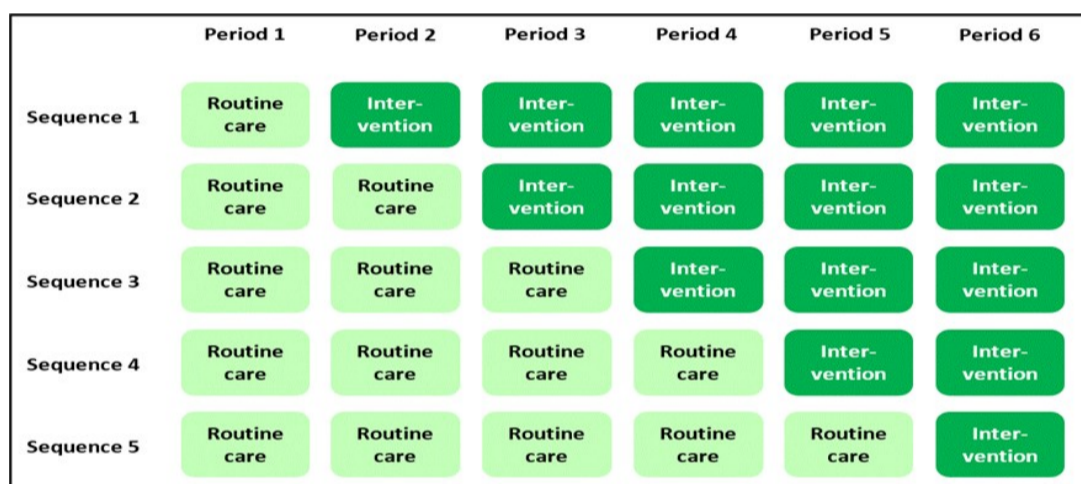 Period 1 Period 2 Period 3 Period 4 Period 5 Period 6
Sequence 1
Routine care
Inter-
vention
Inter-
vention
Inter-
vention
Inter-
vention
Inter-
vention
Sequence 2
Routine
care
Routine
care
Inter-
vention
Inter-
vention
Inter-
vention
Inter-
vention
Sequence 3
Routine
care
Routine
care
Routine
care
Inter-
vention
Inter-
vention
Inter-
vention
Sequence 4
Routine
care
Routine
care
Routine
care
Routine
care
Inter-
vention
Inter-
vention
Sequence 5
Routine
care
Routine
care
Routine
care
Routine
care
Routine
care
Inter-
vention